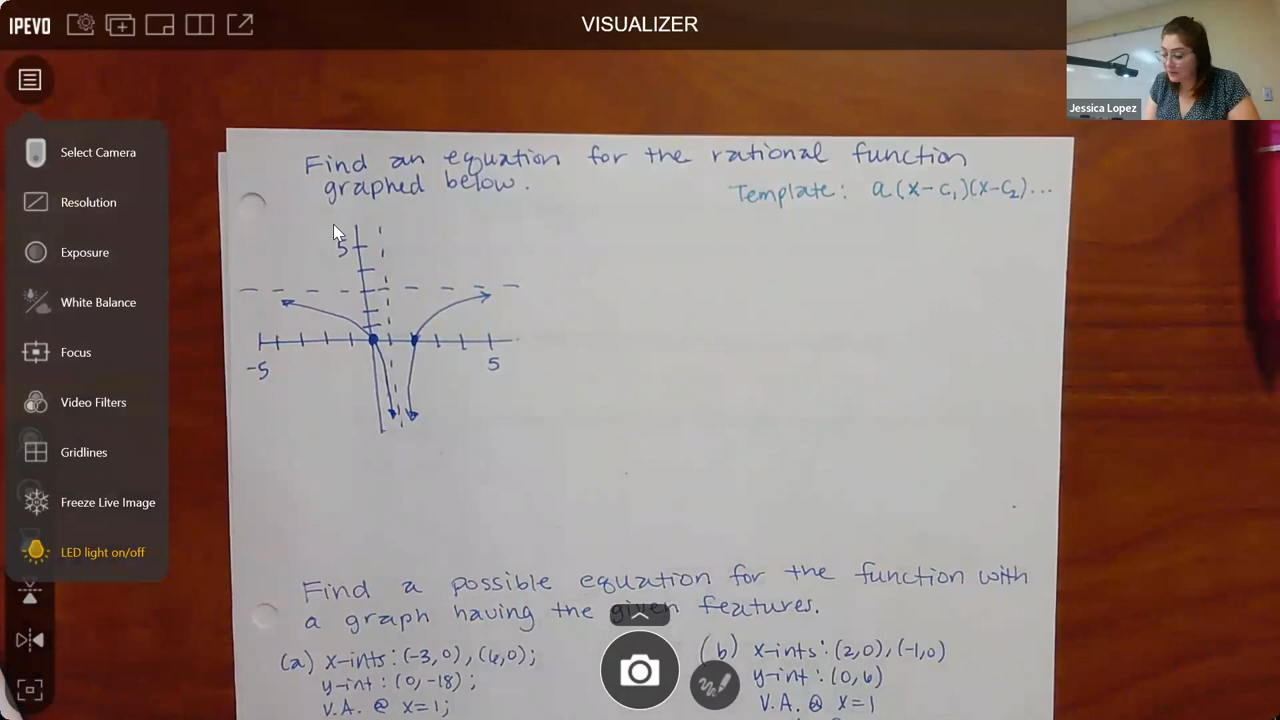 IPEVO
VISUALIZER
Jessica Lopez
Select Camera
Resolution
Exposure
White Balance
Focus
Video Filters
Gridlines
Freeze Live Image
LED light on/off
Find an equation for the rational function
graphed below.
Template: a(x-c₁)(x-c₂)...
5
-5
5
Find a possible equation for the function with
a graph having the given features.
(a) x-ints: (-3,0), (6,0);
y-int: (0,-18);
V.A. @ x=1;
(b) x-ints: (2,0), (-1,0)
y-int: (0,6)
V.A. @ x=1